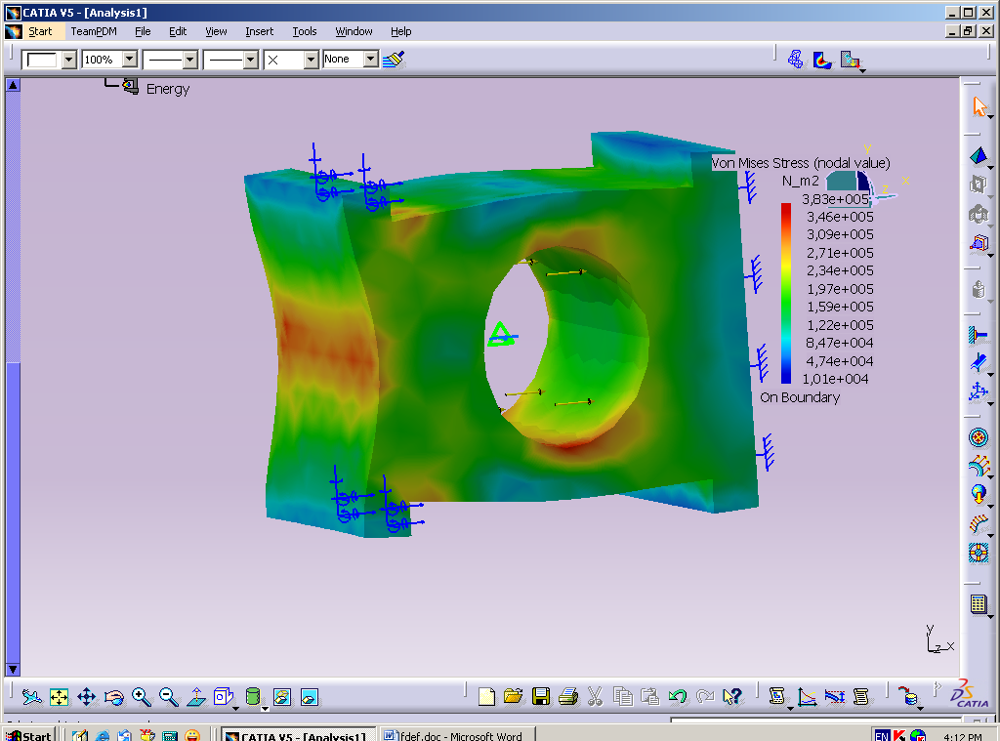 CATIA V5 - [Analysis1]
Start TeamPDM File Edit View Insert Tools Window Help
100% None
Energy
Von Mises Stress (nodal value)
N_m2
3,83e+005
3,46e+005
3,09e+005
2,71e+005
2,34e+005
1,97e+005
1,59e+005
1,22e+005
8,47e+004
4,74e+004
1,01e+004
On Boundary
y
z
x
y
z x
CATIA
Start CATIA V5 - [Analysis1] fdef.doc - Microsoft Word EN 4:12 PM